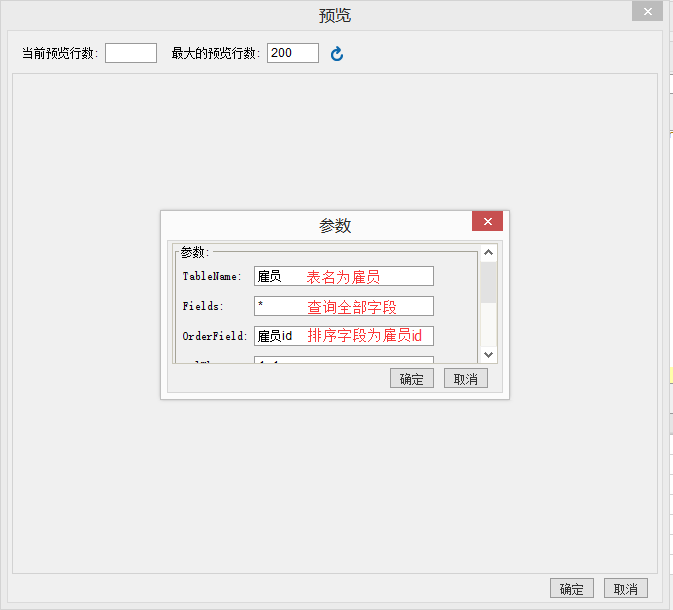 预览
当前预览行数: 最大的预览行数: 200
参数
参数:
TableName: 雇员 表名为雇员
Fields: * 查询全部字段
OrderField: 雇员id 排序字段为雇员id
确定 取消
确定 取消